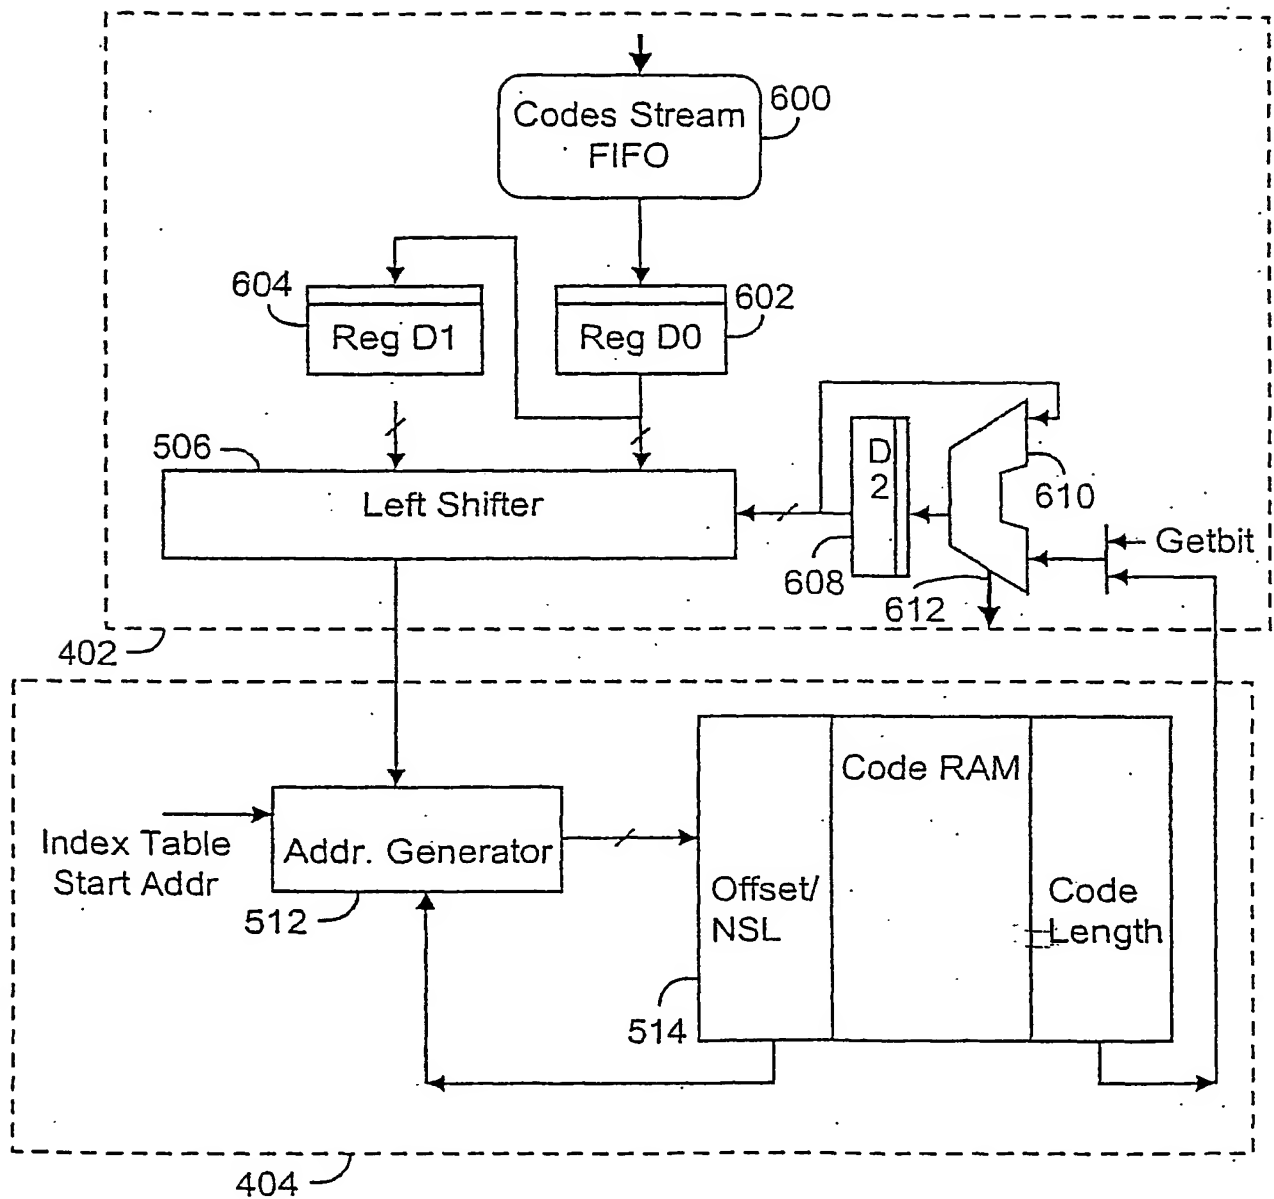 Codes Stream
FIFO
600
604
Reg D1
Reg D0
602
506
Left Shifter
D
2
608
610
612
Getbit
402
Index Table
Start Addr
Addr. Generator
512
Offset/
NSL
Code RAM
Code
Length
514
404